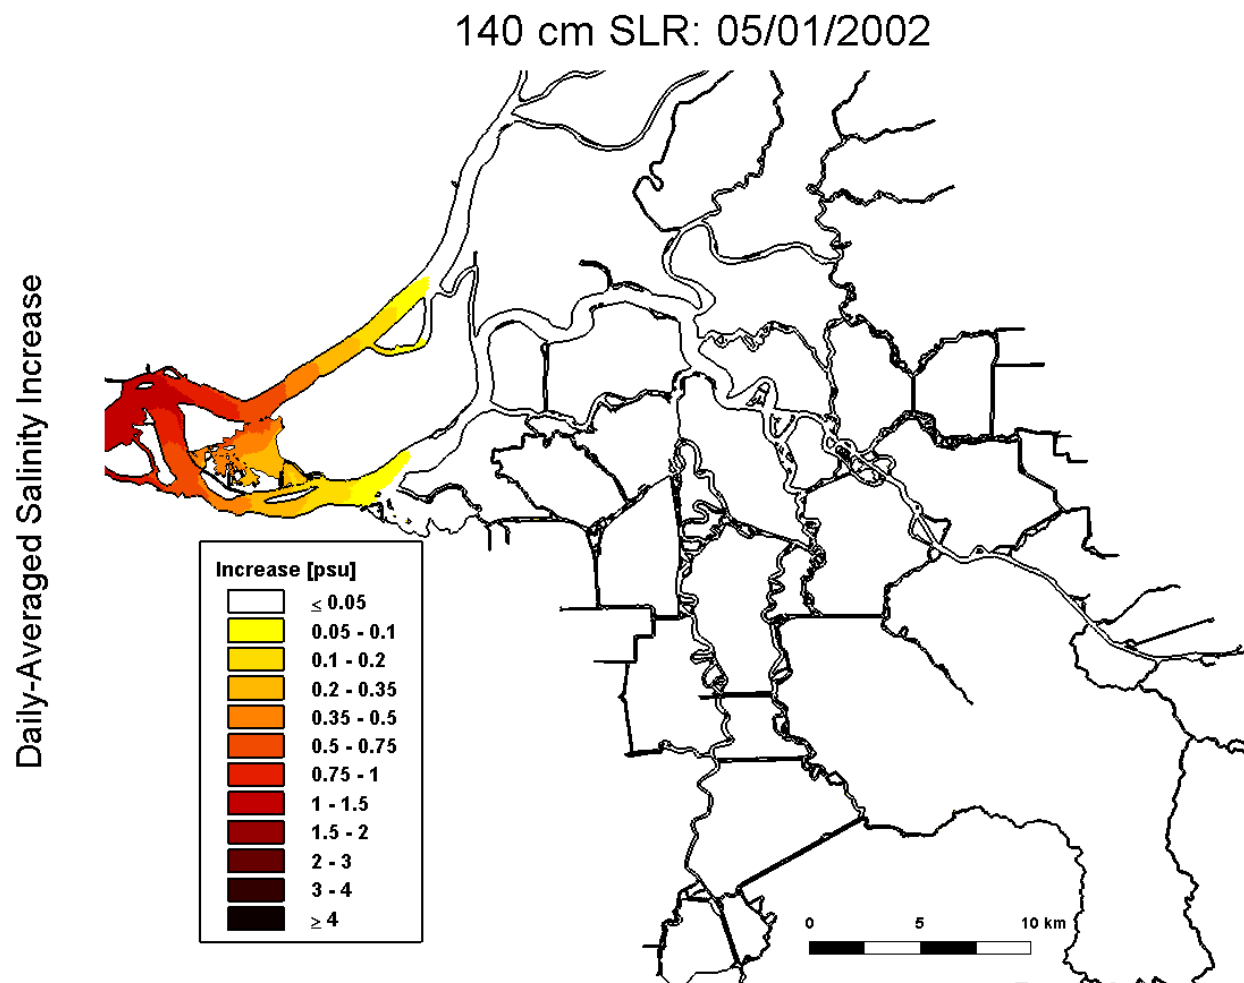 140 cm SLR: 05/01/2002
Daily-Averaged Salinity Increase
Increase [psu]
≤ 0.05
0.05 - 0.1
0.1 - 0.2
0.2 - 0.35
0.35 - 0.5
0.5 - 0.75
0.75 - 1
1 - 1.5
1.5 - 2
2 - 3
3 - 4
≥ 4
0 5 10 km